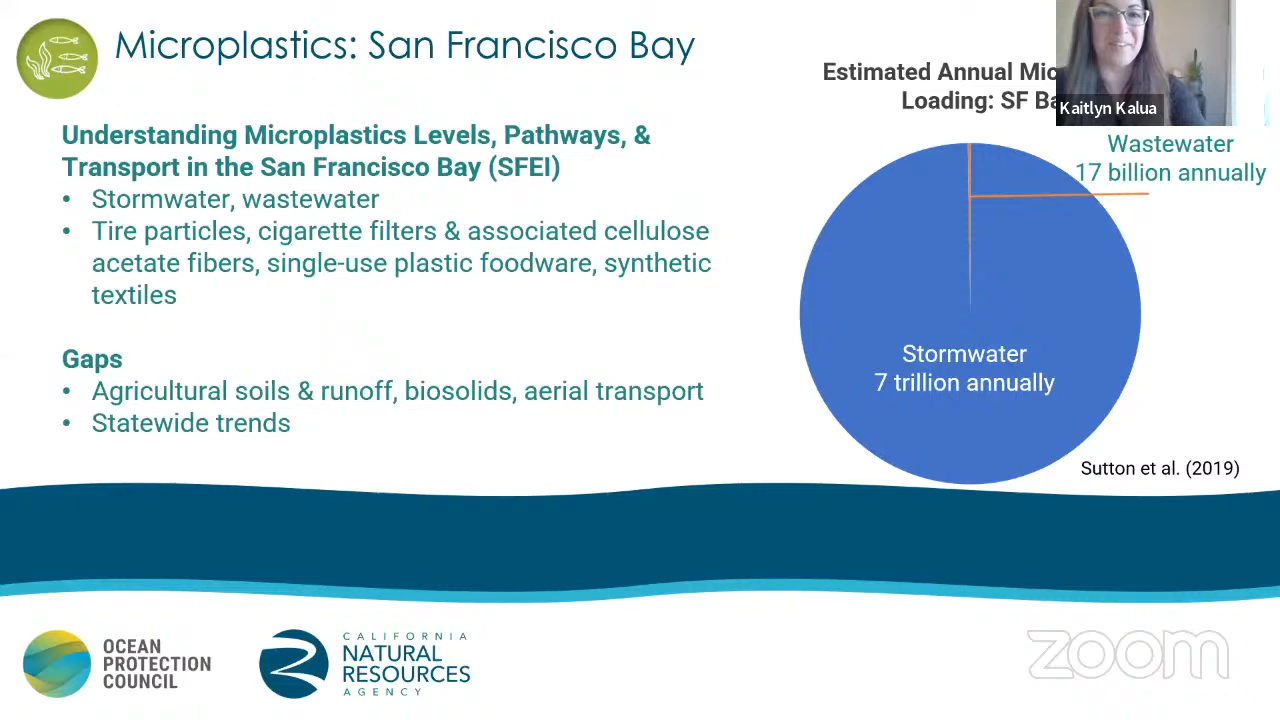 Microplastics: San Francisco Bay
Estimated Annual
Loading: SF
Kaitlyn Kalua
Understanding Microplastics Levels, Pathways, &
Transport in the San Francisco Bay (SFEI)
• Stormwater, wastewater
• Tire particles, cigarette filters & associated cellulose
acetate fibers, single-use plastic foodware, synthetic
textiles
Gaps
• Agricultural soils & runoff, biosolids, aerial transport
• Statewide trends
Wastewater
17 billion annually
Stormwater
7 trillion annually
Sutton et al. (2019)
OCEAN
PROTECTION
COUNCIL
CALIFORNIA
NATURAL
RESOURCES
AGENCY
zoom